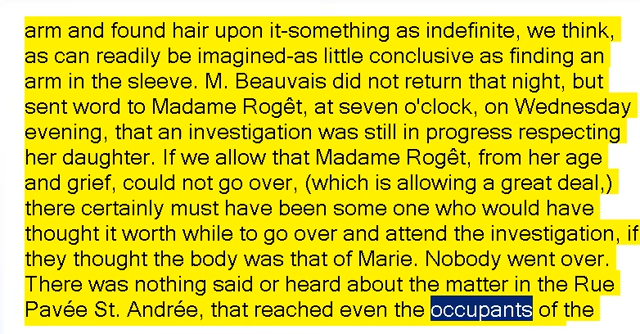 arm and found hair upon it-something as indefinite, we think,
as can readily be imagined-as little conclusive as finding an
arm in the sleeve. M. Beauvais did not return that night, but
sent word to Madame Rogêt, at seven o'clock, on Wednesday
evening, that an investigation was still in progress respecting
her daughter. If we allow that Madame Rogêt, from her age
and grief, could not go over, (which is allowing a great deal,)
there certainly must have been some one who would have
thought it worth while to go over and attend the investigation, if
they thought the body was that of Marie. Nobody went over.
There was nothing said or heard about the matter in the Rue
Pavée St. Andrée, that reached even the occupants of the